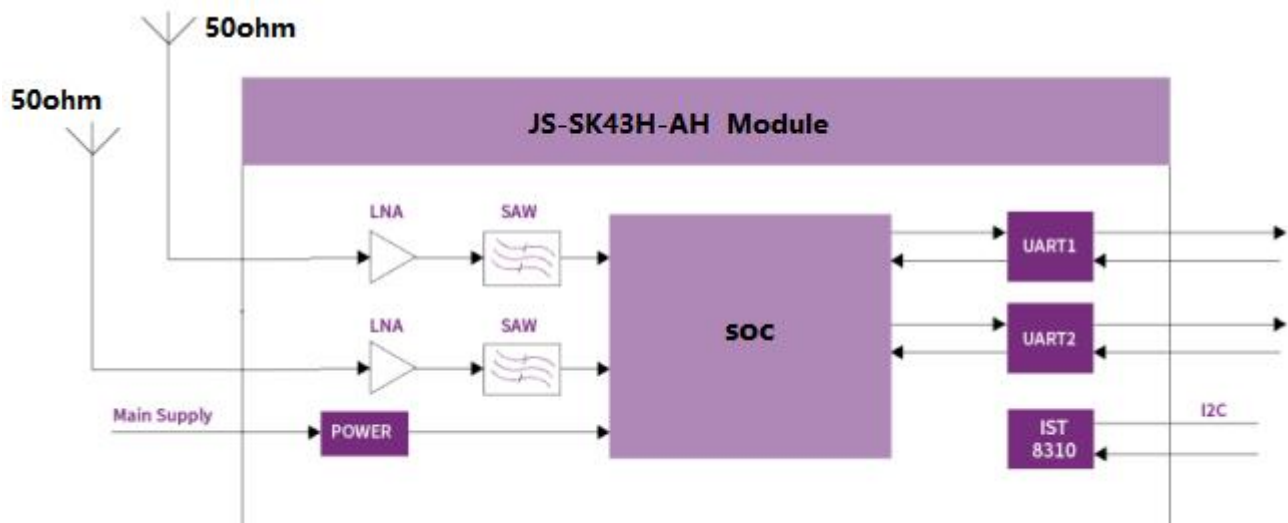 50ohm
50ohm
JS-SK43H-AH Module
LNA
SAW
UART1
LNA
SAW
soc
UART2
Main Supply
POWER
I2C
IST
8310